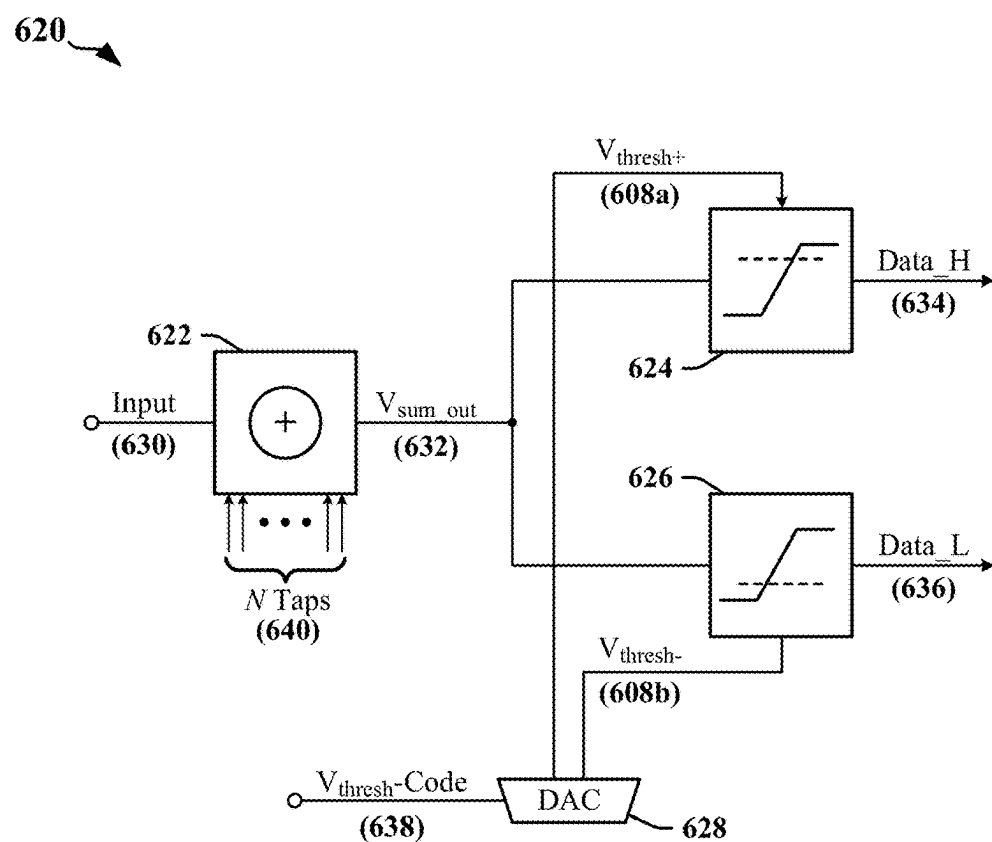 620
Vthresh+
(608a)
Data_H
(634)
622
624
Input
(630)
+
Vsum_out
(632)
626
N Taps
(640)
Data_L
(636)
Vthresh-
(608b)
Vthresh-Code
(638)
DAC
628